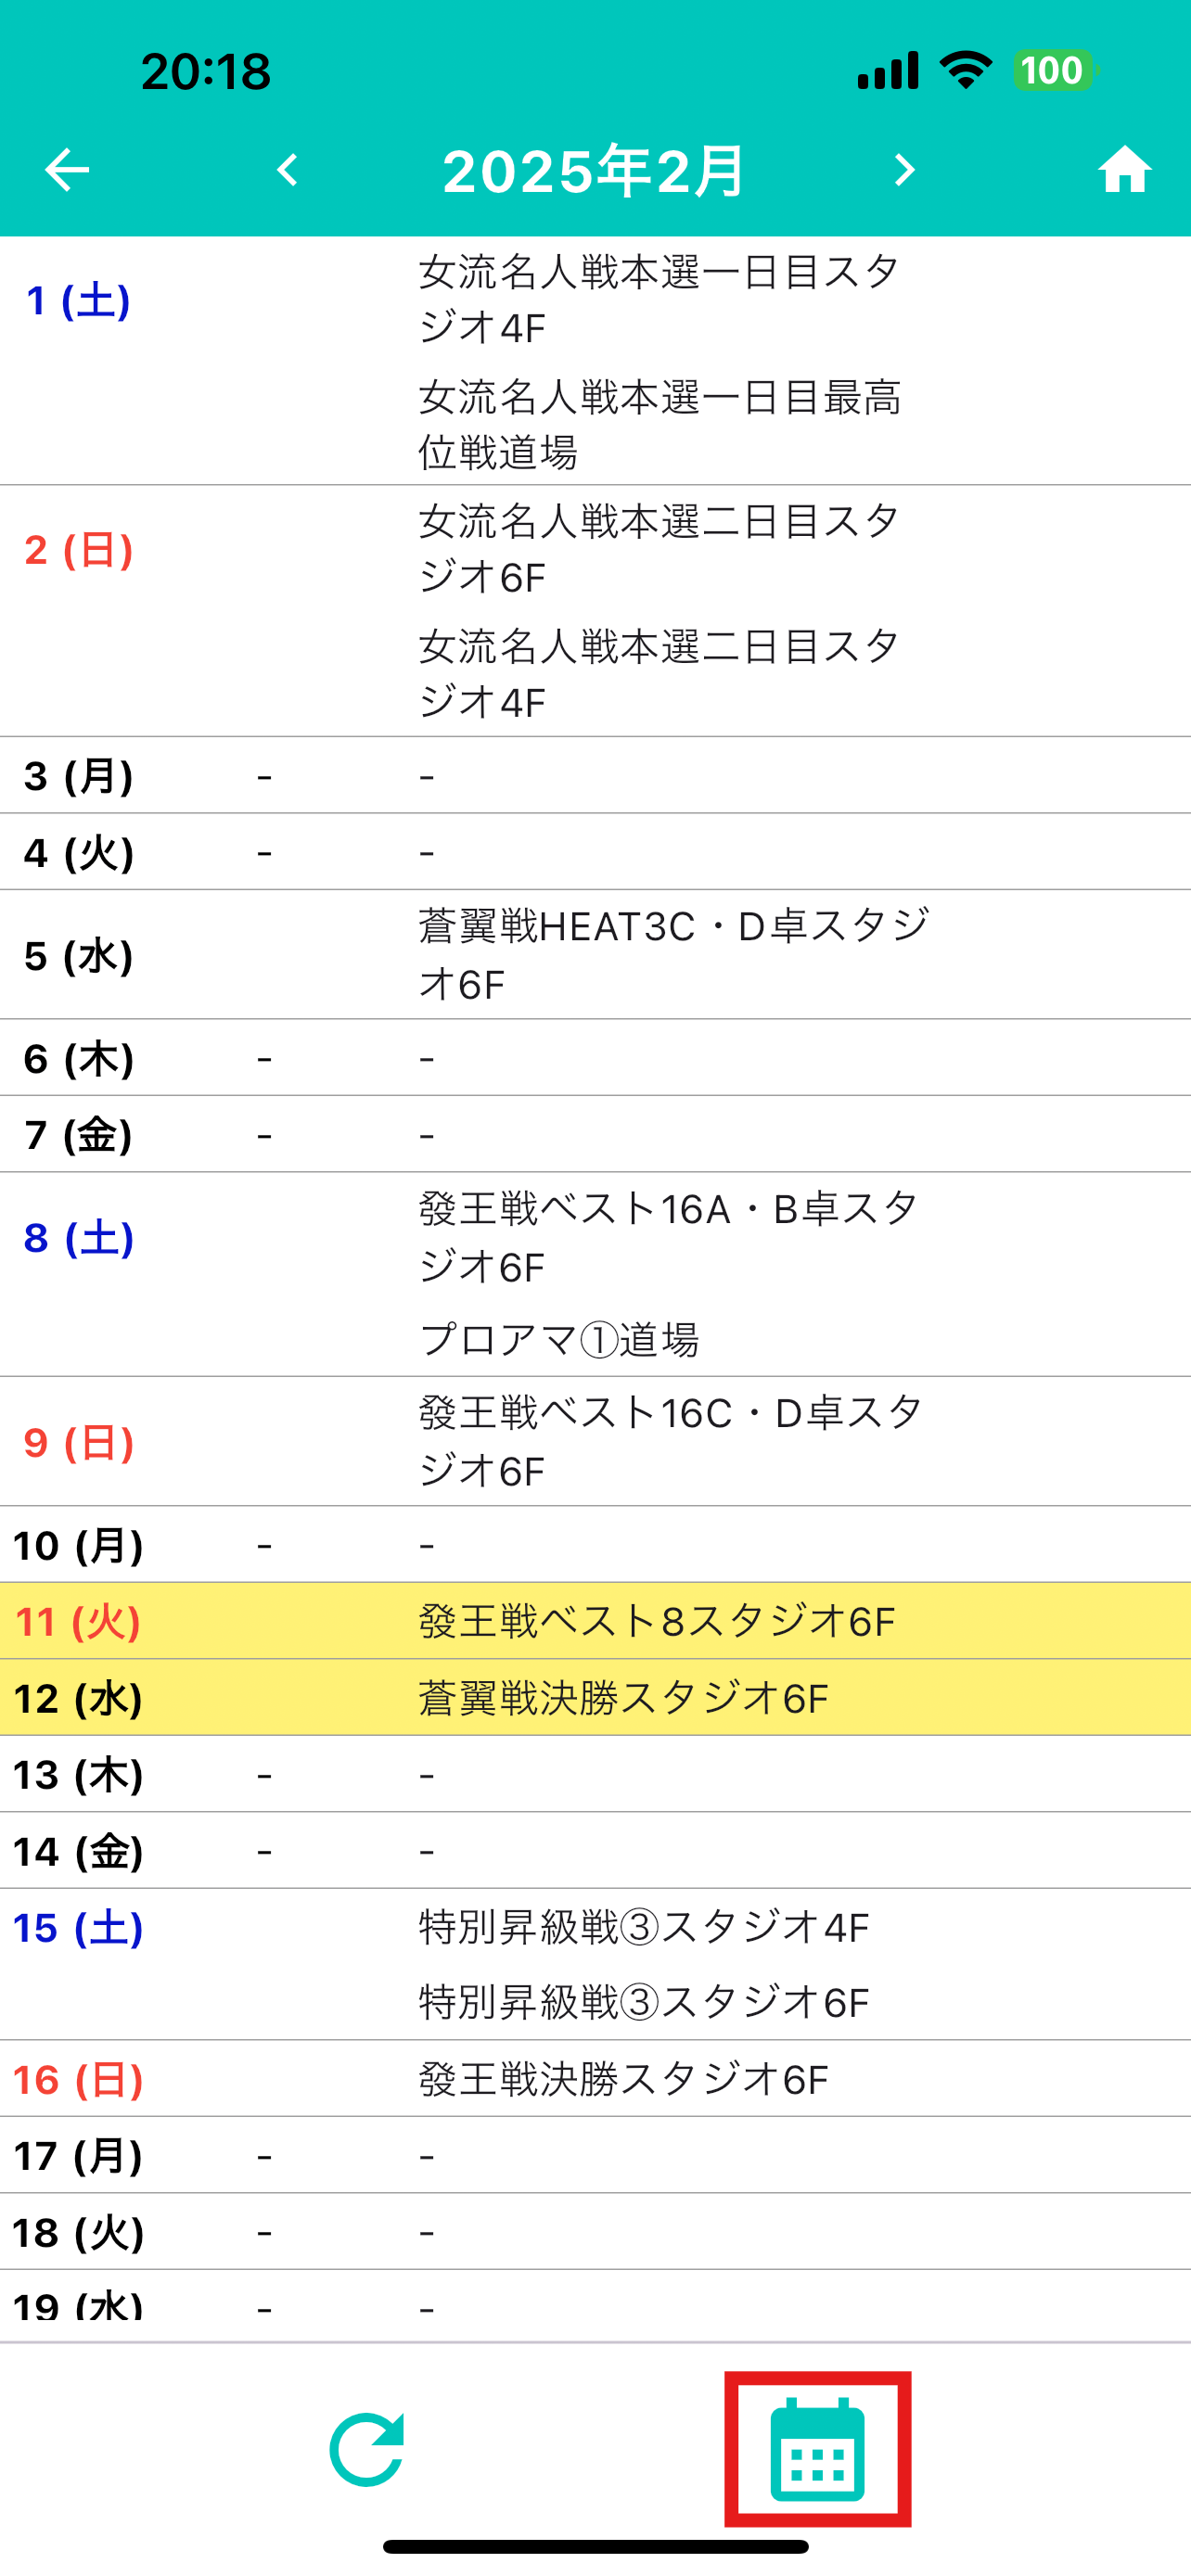 20:18
100
2025年2月
1 (土)
女流名人戦本選一日目スタ
ジオ4F
女流名人戦本選一日目最高
位戦道場
2 (日)
女流名人戦本選二日目スタ
ジオ6F
女流名人戦本選二日目スタ
ジオ4F
3 (月) - -
4 (火) - -
5 (水)
蒼翼戦HEAT3C・D卓スタジ
オ6F
6 (木) - -
7 (金) - -
8 (土)
發王戦ベスト16A・B卓スタ
ジオ6F
プロアマ①道場
9 (日)
發王戦ベスト16C・D卓スタ
ジオ6F
10 (月) - -
11 (火) 發王戦ベスト8スタジオ6F
12 (水) 蒼翼戦決勝スタジオ6F
13 (木) - -
14 (金) - -
15 (土) 特別昇級戦③スタジオ4F
特別昇級戦③スタジオ6F
16 (日) 發王戦決勝スタジオ6F
17 (月) - -
18 (火) - -
19 (水) - -